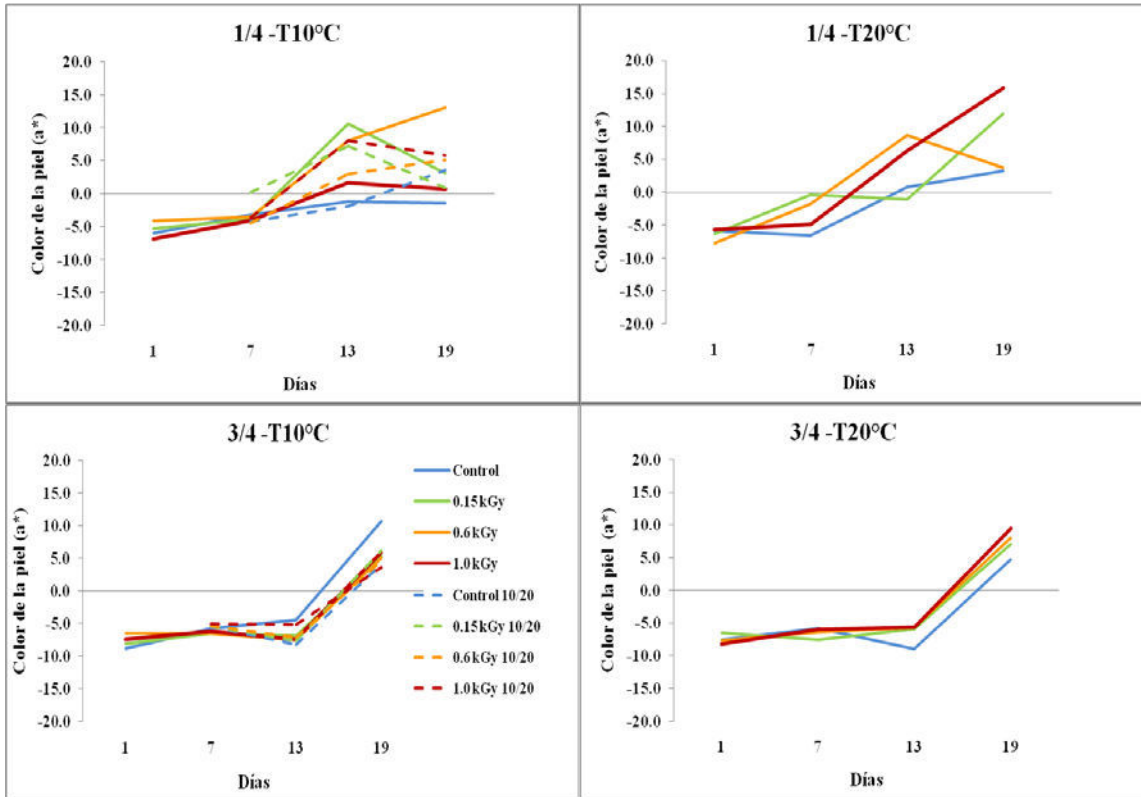 1/4 -T10°C
20.0
15.0
10.0
5.0
0.0
-5.0
-10.0
-15.0
-20.0
Color de la piel (a*)
1 7 13 19
Días
1/4 -T20°C
20.0
15.0
10.0
5.0
0.0
-5.0
-10.0
-15.0
-20.0
Color de la piel (a*)
1 7 13 19
Días
3/4 -T10°C
20.0
15.0
10.0
5.0
0.0
-5.0
-10.0
-15.0
-20.0
Color de la piel (a*)
1 7 13 19
Días
Control
0.15kGy
0.6kGy
1.0kGy
Control 10/20
0.15kGy 10/20
0.6kGy 10/20
1.0kGy 10/20
3/4 -T20°C
20.0
15.0
10.0
5.0
0.0
-5.0
-10.0
-15.0
-20.0
Color de la piel (a*)
1 7 13 19
Días